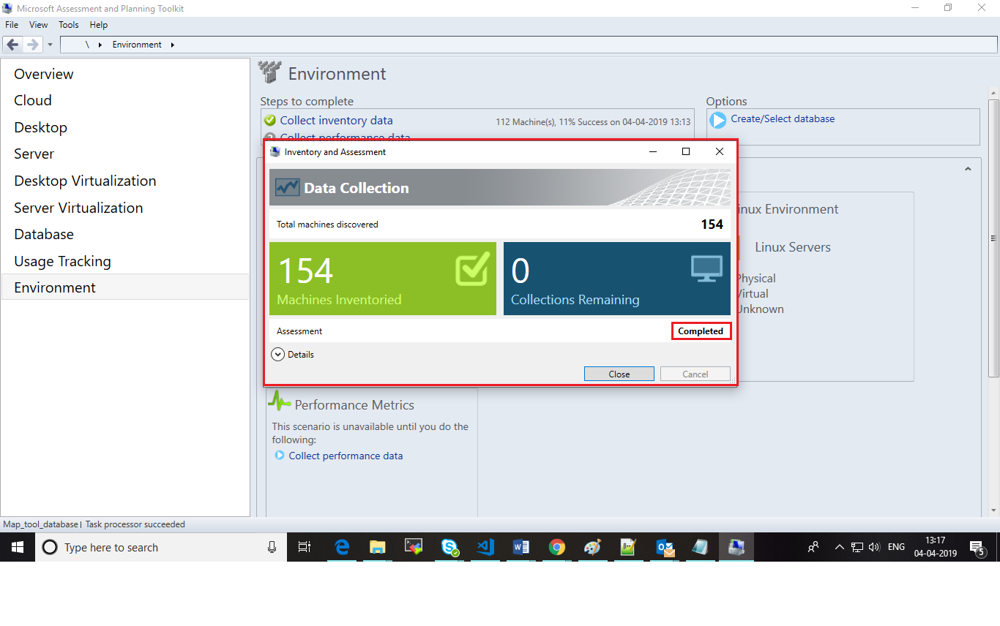 Microsoft Assessment and Planning Toolkit
File View Tools Help
\ Environment
Overview
Cloud
Desktop
Server
Desktop Virtualization
Server Virtualization
Database
Usage Tracking
Environment
Environment
Steps to complete
Collect inventory data 112 Machine(s), 11% Success on 04-04-2019 13:13
Collect performance data
Options
Create/Select database
Inventory and Assessment
Data Collection
Total machines discovered 154
154
Machines Inventoried
0
Collections Remaining
Assessment Completed
Details
Close Cancel
inux Environment
Linux Servers
Physical
Virtual
Unknown
Performance Metrics
This scenario is unavailable until you do the
following:
Collect performance data
Map_tool_database | Task processor succeeded
Type here to search
ENG
13:17
04-04-2019
5